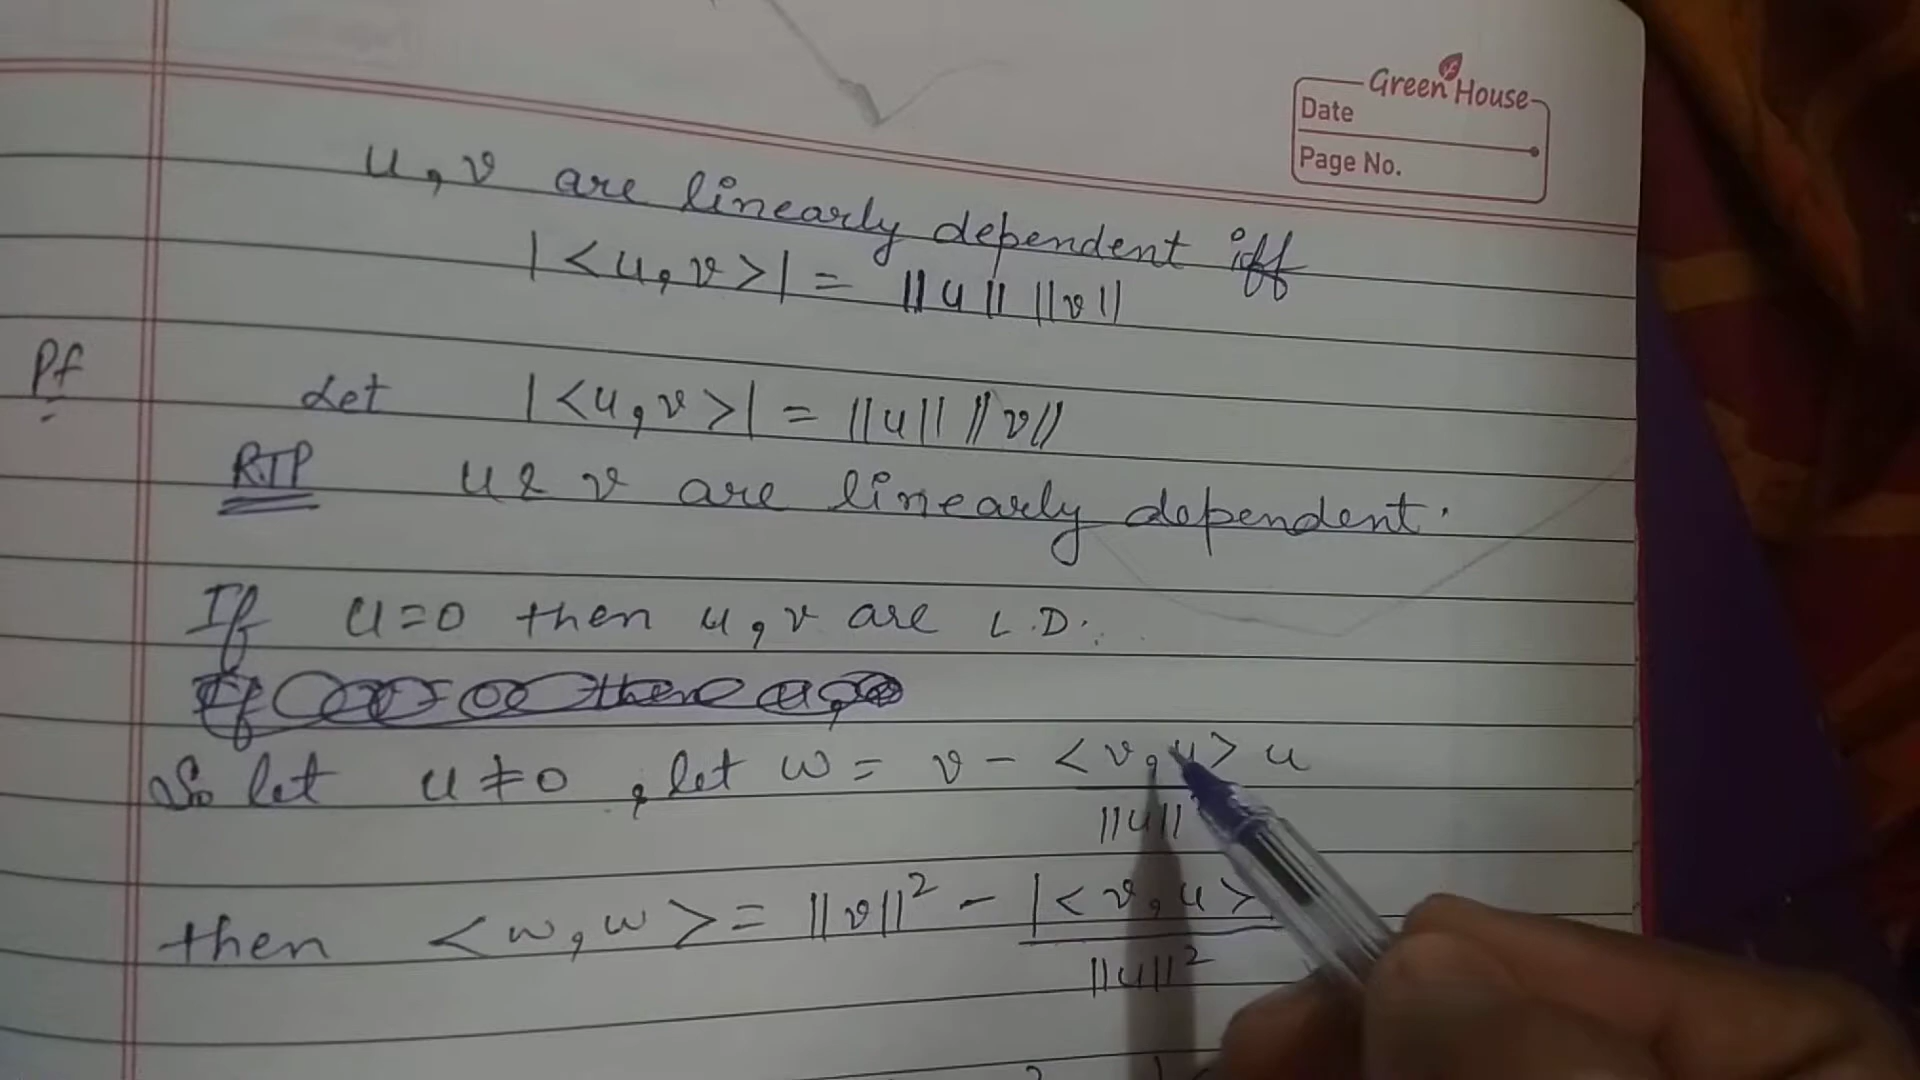 Green House
Date
Page No.
u, v are linearly dependent iff
|<u, v>| = ||u|| ||v||
Pf
Let |<u, v>| = ||u|| ||v||
RTP u & v are linearly dependent.
If u=0 then u, v are L.D.
So let u ≠ 0, let w = v - <v, u> u
||u||
then <w, w> = ||v||² - |<v, u>
||u||²